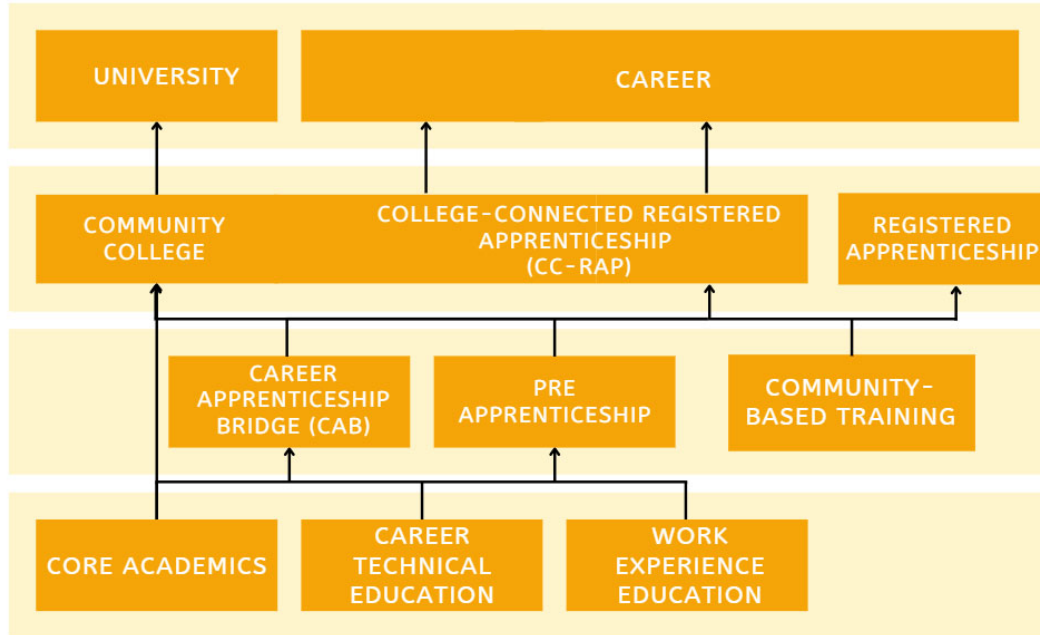 UNIVERSITY
CAREER
COMMUNITY
COLLEGE
COLLEGE-CONNECTED REGISTERED
APPRENTICESHIP
(CC-RAP)
REGISTERED
APPRENTICESHIP
CAREER
APPRENTICESHIP
BRIDGE (CAB)
PRE
APPRENTICESHIP
COMMUNITY-
BASED TRAINING
CORE ACADEMICS
CAREER
TECHNICAL
EDUCATION
WORK
EXPERIENCE
EDUCATION